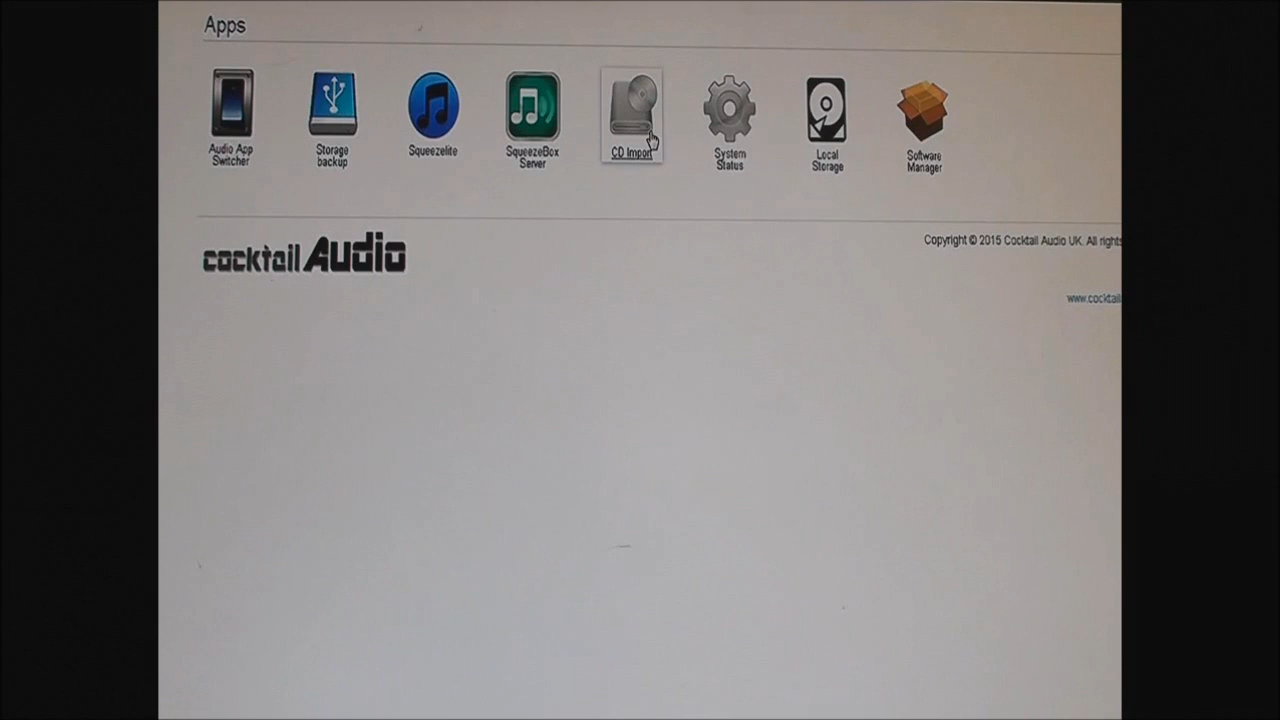 Apps
Audio App
Switcher
Storage
backup
Squeezelite
SqueezeBox
Server
CD Import
System
Status
Local
Storage
Software
Manager
cocktail Audio
Copyright © 2015 Cocktail Audio UK. All rights
www.cocktail